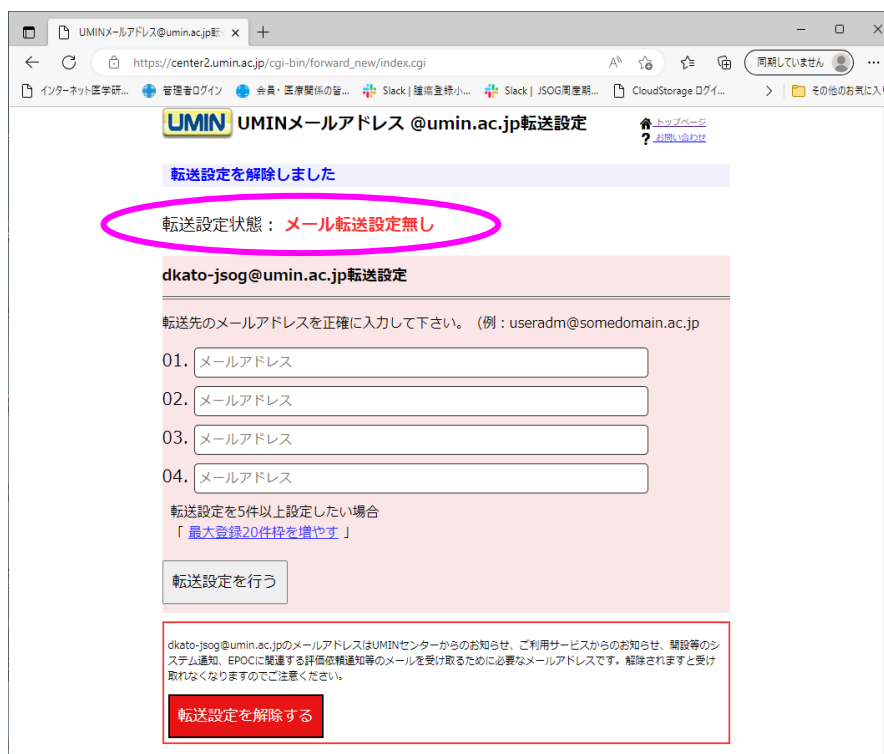 UMINメールアドレス@umin.ac.jp転
https://center2.umin.ac.jp/cgi-bin/forward_new/index.cgi
同期していません
インターネット医学研...
管理者ログイン
会員・医療関係の皆...
Slack | 腫瘍登録小...
Slack | JSOG周産期...
CloudStorage ログイ...
その他のお気に入り
UMIN UMINメールアドレス @umin.ac.jp転送設定
トップページ
お問い合わせ
転送設定を解除しました
転送設定状態： メール転送設定無し
dkato-jsog@umin.ac.jp転送設定
転送先のメールアドレスを正確に入力して下さい。（例：useradm@somedomain.ac.jp
01. メールアドレス
02. メールアドレス
03. メールアドレス
04. メールアドレス
転送設定を5件以上設定したい場合
「 最大登録20件枠を増やす 」
転送設定を行う
dkato-jsog@umin.ac.jpのメールアドレスはUMINセンターからのお知らせ、ご利用サービスからのお知らせ、開設等のシ
ステム通知、EPOCに関連する評価依頼通知等のメールを受け取るために必要なメールアドレスです。解除されますと受け
取れなくなりますのでご注意ください。
転送設定を解除する